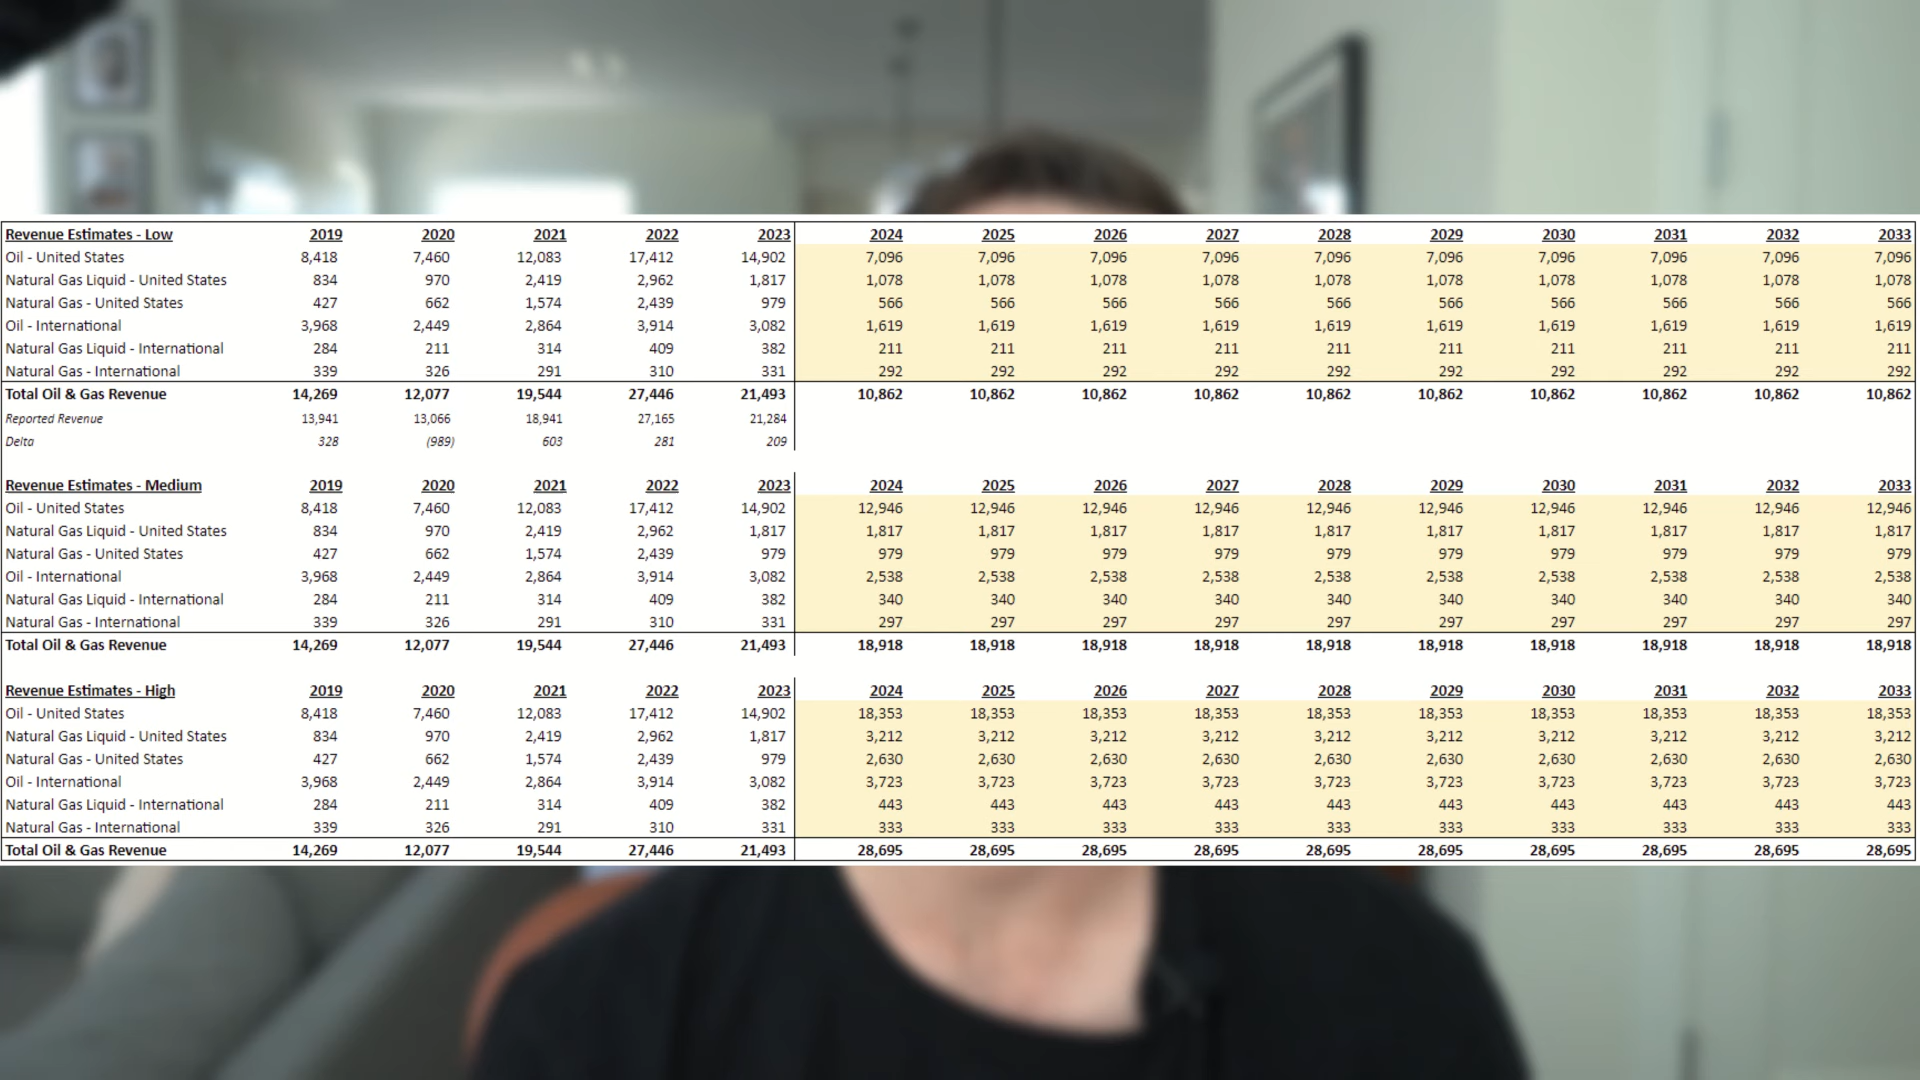 Revenue Estimates - Low 2019 2020 2021 2022 2023 2024 2025 2026 2027 2028 2029 2030 2031 2032 2033
Oil - United States 8,418 7,460 12,083 17,412 14,902 7,096 7,096 7,096 7,096 7,096 7,096 7,096 7,096 7,096 7,096
Natural Gas Liquid - United States 834 970 2,419 2,962 1,817 1,078 1,078 1,078 1,078 1,078 1,078 1,078 1,078 1,078 1,078
Natural Gas - United States 427 662 1,574 2,439 979 566 566 566 566 566 566 566 566 566 566
Oil - International 3,968 2,449 2,864 3,914 3,082 1,619 1,619 1,619 1,619 1,619 1,619 1,619 1,619 1,619 1,619
Natural Gas Liquid - International 284 211 314 409 382 211 211 211 211 211 211 211 211 211 211
Natural Gas - International 339 326 291 310 331 292 292 292 292 292 292 292 292 292 292
Total Oil & Gas Revenue 14,269 12,077 19,544 27,446 21,493 10,862 10,862 10,862 10,862 10,862 10,862 10,862 10,862 10,862 10,862
Reported Revenue 13,941 13,066 18,941 27,165 21,284
Delta 328 (989) 603 281 209
Revenue Estimates - Medium 2019 2020 2021 2022 2023 2024 2025 2026 2027 2028 2029 2030 2031 2032 2033
Oil - United States 8,418 7,460 12,083 17,412 14,902 12,946 12,946 12,946 12,946 12,946 12,946 12,946 12,946 12,946 12,946
Natural Gas Liquid - United States 834 970 2,419 2,962 1,817 1,817 1,817 1,817 1,817 1,817 1,817 1,817 1,817 1,817 1,817
Natural Gas - United States 427 662 1,574 2,439 979 979 979 979 979 979 979 979 979 979 979
Oil - International 3,968 2,449 2,864 3,914 3,082 2,538 2,538 2,538 2,538 2,538 2,538 2,538 2,538 2,538 2,538
Natural Gas Liquid - International 284 211 314 409 382 340 340 340 340 340 340 340 340 340 340
Natural Gas - International 339 326 291 310 331 297 297 297 297 297 297 297 297 297 297
Total Oil & Gas Revenue 14,269 12,077 19,544 27,446 21,493 18,918 18,918 18,918 18,918 18,918 18,918 18,918 18,918 18,918 18,918
Revenue Estimates - High 2019 2020 2021 2022 2023 2024 2025 2026 2027 2028 2029 2030 2031 2032 2033
Oil - United States 8,418 7,460 12,083 17,412 14,902 18,353 18,353 18,353 18,353 18,353 18,353 18,353 18,353 18,353 18,353
Natural Gas Liquid - United States 834 970 2,419 2,962 1,817 3,212 3,212 3,212 3,212 3,212 3,212 3,212 3,212 3,212 3,212
Natural Gas - United States 427 662 1,574 2,439 979 2,630 2,630 2,630 2,630 2,630 2,630 2,630 2,630 2,630 2,630
Oil - International 3,968 2,449 2,864 3,914 3,082 3,723 3,723 3,723 3,723 3,723 3,723 3,723 3,723 3,723 3,723
Natural Gas Liquid - International 284 211 314 409 382 443 443 443 443 443 443 443 443 443 443
Natural Gas - International 339 326 291 310 331 333 333 333 333 333 333 333 333 333 333
Total Oil & Gas Revenue 14,269 12,077 19,544 27,446 21,493 28,695 28,695 28,695 28,695 28,695 28,695 28,695 28,695 28,695 28,695